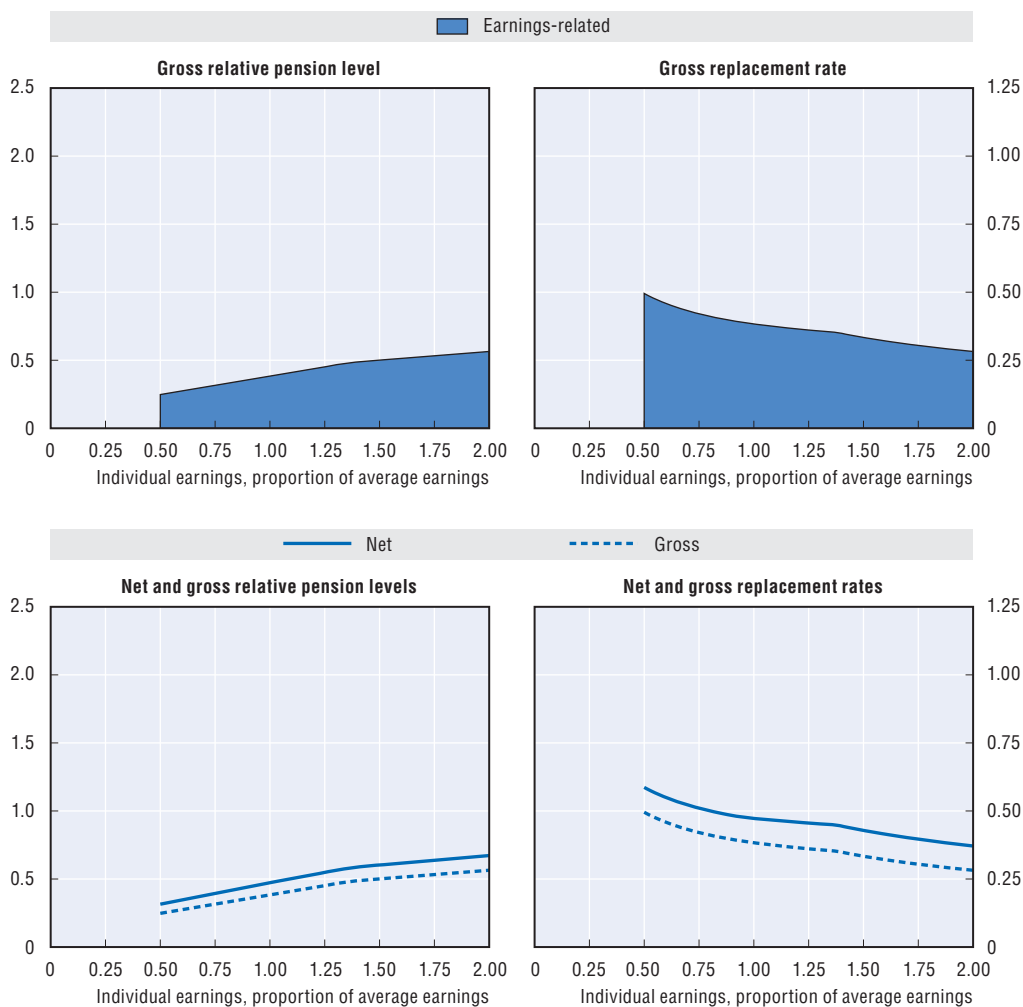 Earnings-related
Gross relative pension level
2.5
2.0
1.5
1.0
0.5
0
0 0.25 0.50 0.75 1.00 1.25 1.50 1.75 2.00
Individual earnings, proportion of average earnings
Gross replacement rate
1.25
1.00
0.75
0.50
0.25
0
0 0.25 0.50 0.75 1.00 1.25 1.50 1.75 2.00
Individual earnings, proportion of average earnings
Net Gross
Net and gross relative pension levels
2.5
2.0
1.5
1.0
0.5
0
0 0.25 0.50 0.75 1.00 1.25 1.50 1.75 2.00
Individual earnings, proportion of average earnings
Net and gross replacement rates
1.25
1.00
0.75
0.50
0.25
0
0 0.25 0.50 0.75 1.00 1.25 1.50 1.75 2.00
Individual earnings, proportion of average earnings